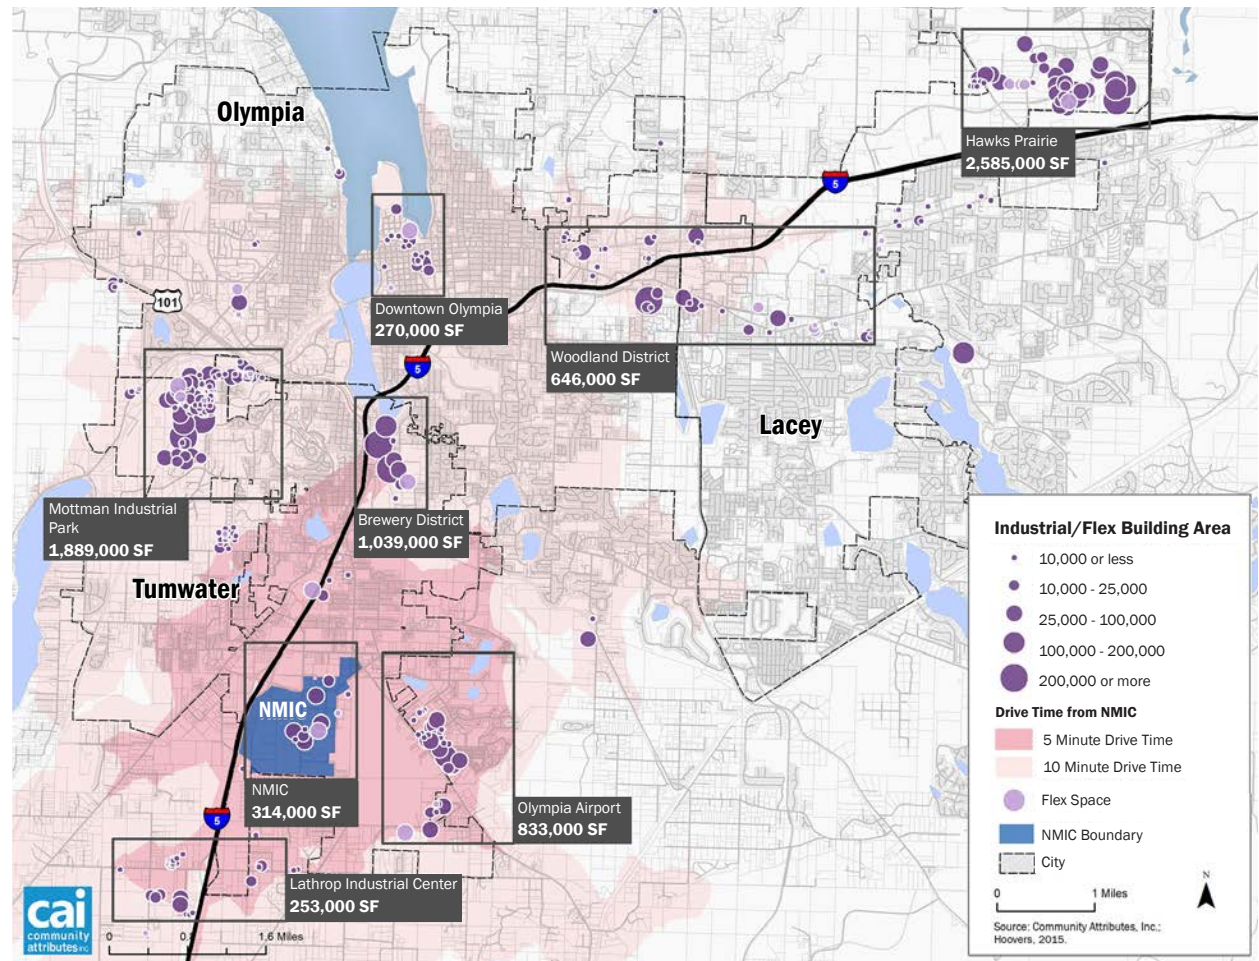 Olympia
Hawks Prairie
2,585,000 SF
5
101
Downtown Olympia
270,000 SF
5
Woodland District
646,000 SF
Lacey
Mottman Industrial
Park
1,889,000 SF
Brewery District
1,039,000 SF
Tumwater
NMIC
NMIC
314,000 SF
Olympia Airport
833,000 SF
5
Lathrop Industrial Center
253,000 SF
cai
community
attributes inc
0
1.6 Miles
Industrial/Flex Building Area
10,000 or less
10,000 - 25,000
25,000 - 100,000
100,000 - 200,000
200,000 or more
Drive Time from NMIC
5 Minute Drive Time
10 Minute Drive Time
Flex Space
NMIC Boundary
City
0 1 Miles
N
Source: Community Attributes, Inc.;
Hoovers, 2015.